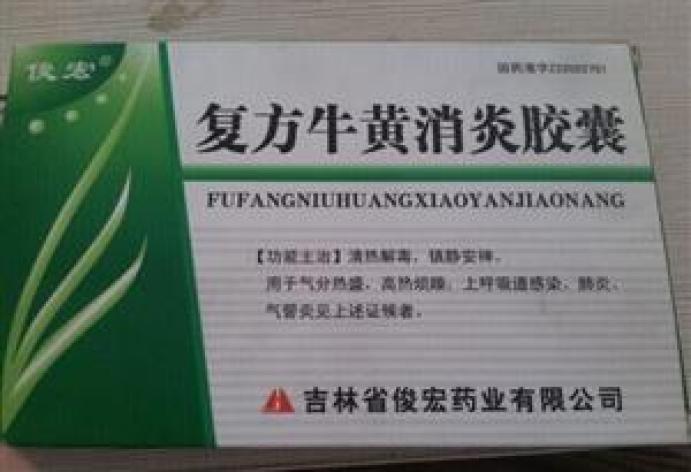 俊宏
复方牛黄消炎胶囊
FUFANGNIUHUANGXIAOYANJIAONANG
【功能主治】清热解毒，镇静安神。
用于气分热盛，高热烦躁；上呼吸道感染、肺炎、
气管炎见上述证候者。
吉林省俊宏药业有限公司